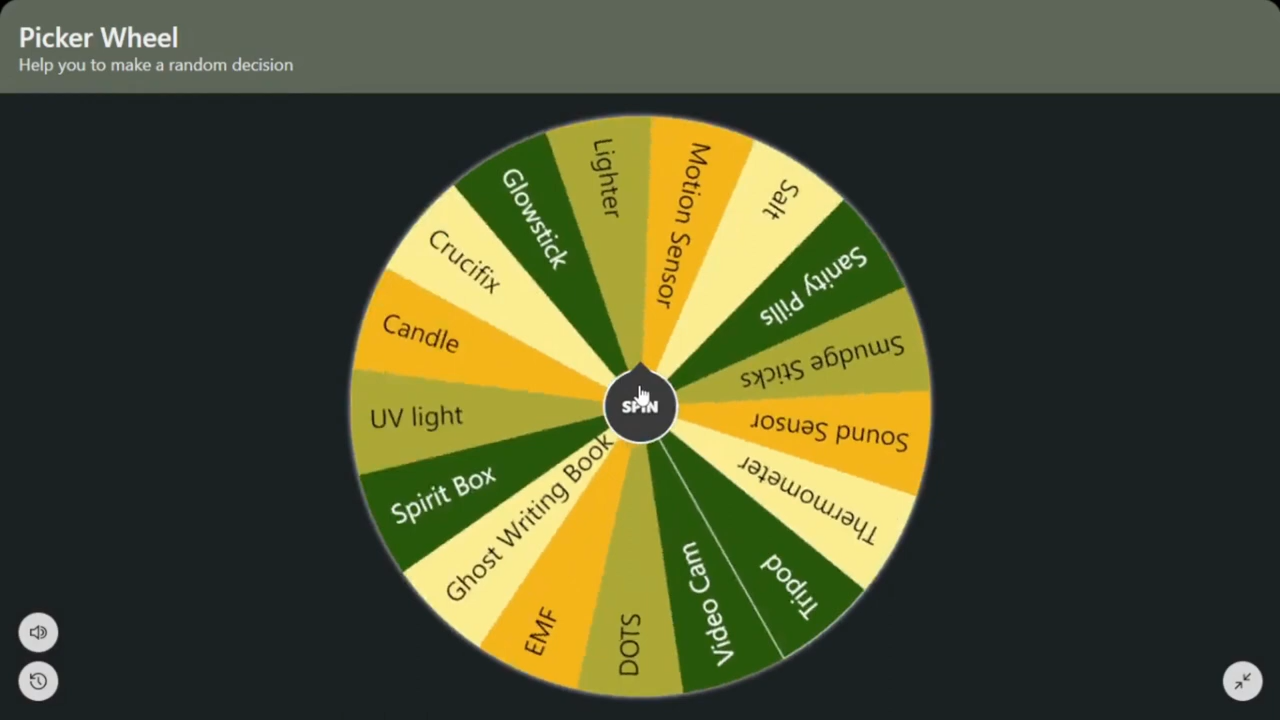 Picker Wheel
Help you to make a random decision
Lighter
Motion Sensor
Salt
Sanity Pills
Smudge Sticks
Sound Sensor
Thermometer
Tripod
Video Cam
DOTS
EMF
Ghost Writing Book
Spirit Box
UV light
Candle
Crucifix
Glowstick
SPIN